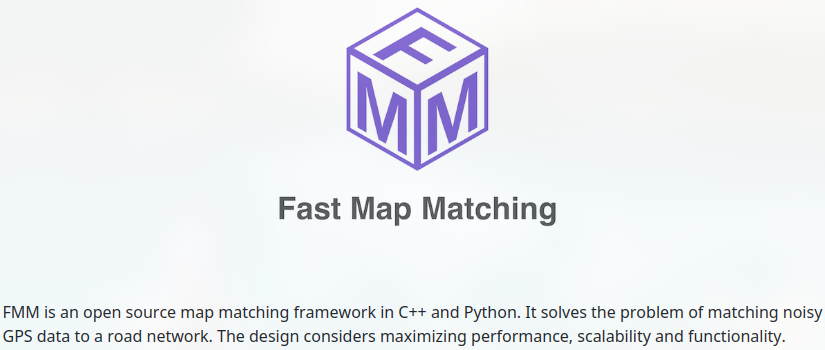 F
M M
Fast Map Matching
FMM is an open source map matching framework in C++ and Python. It solves the problem of matching noisy
GPS data to a road network. The design considers maximizing performance, scalability and functionality.